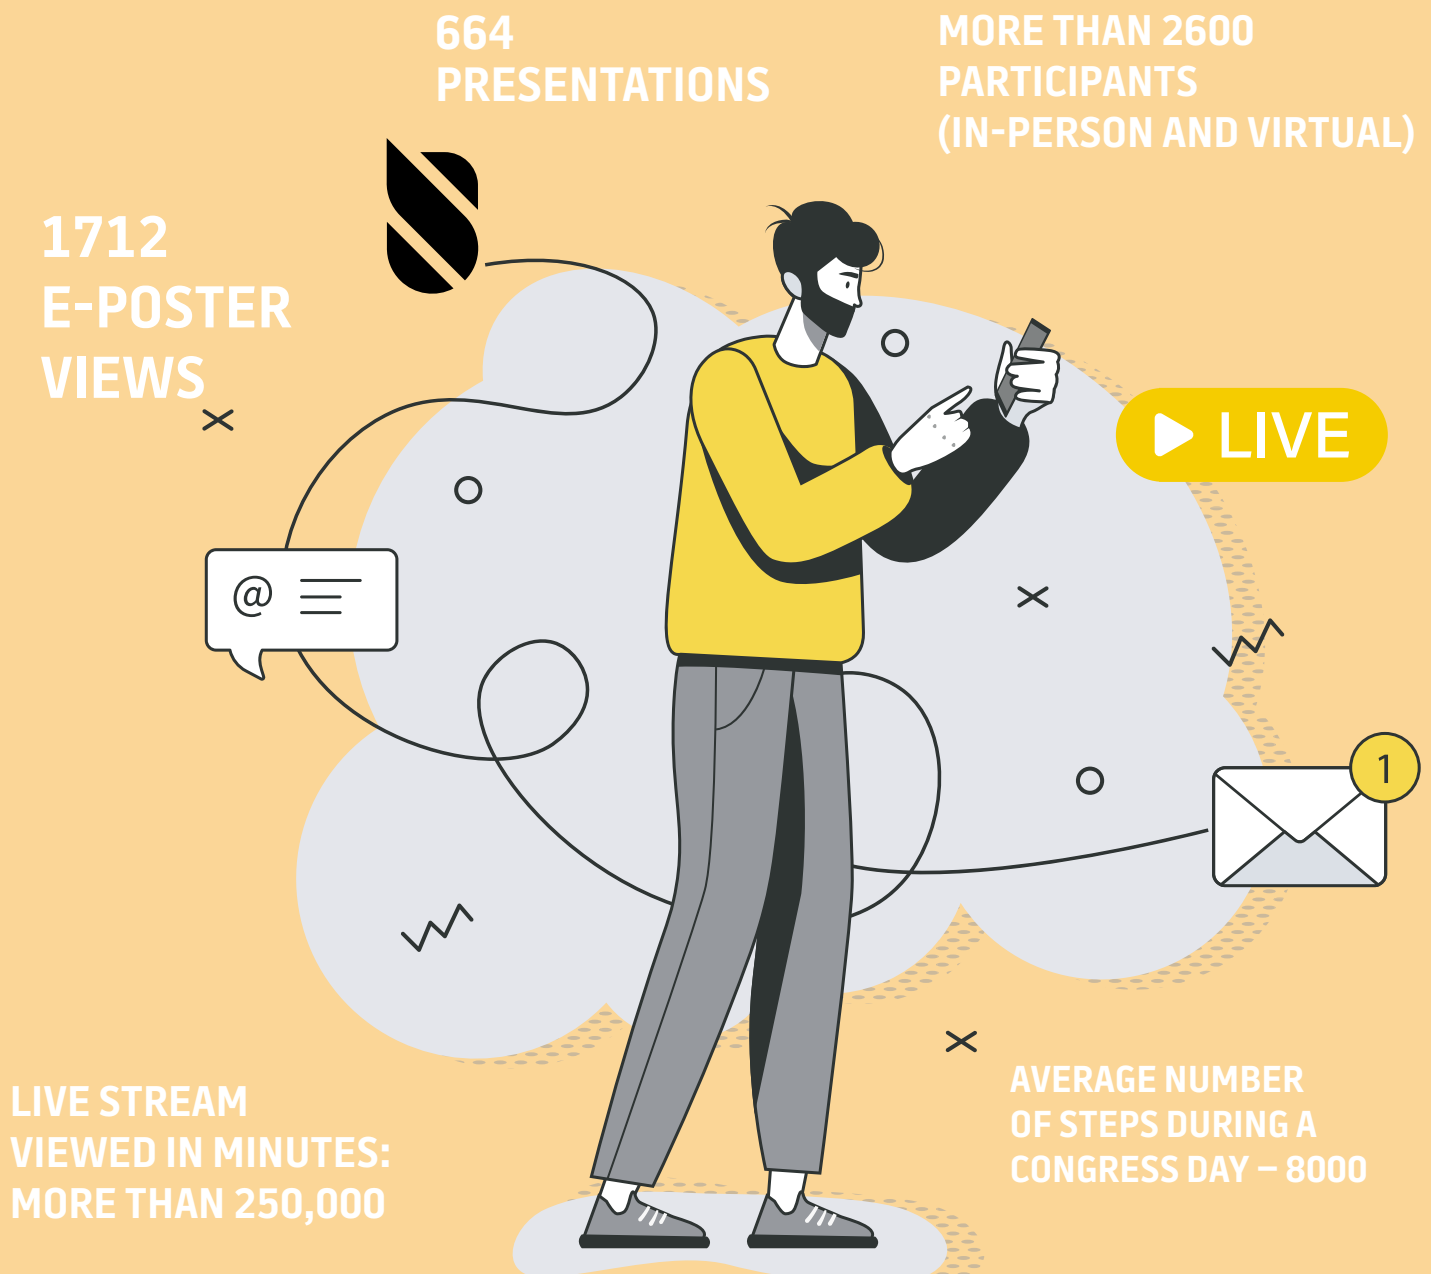 664
PRESENTATIONS
MORE THAN 2600
PARTICIPANTS
(IN-PERSON AND VIRTUAL)
1712
E-POSTER
VIEWS
LIVE
@
1
LIVE STREAM
VIEWED IN MINUTES:
MORE THAN 250,000
AVERAGE NUMBER
OF STEPS DURING A
CONGRESS DAY – 8000